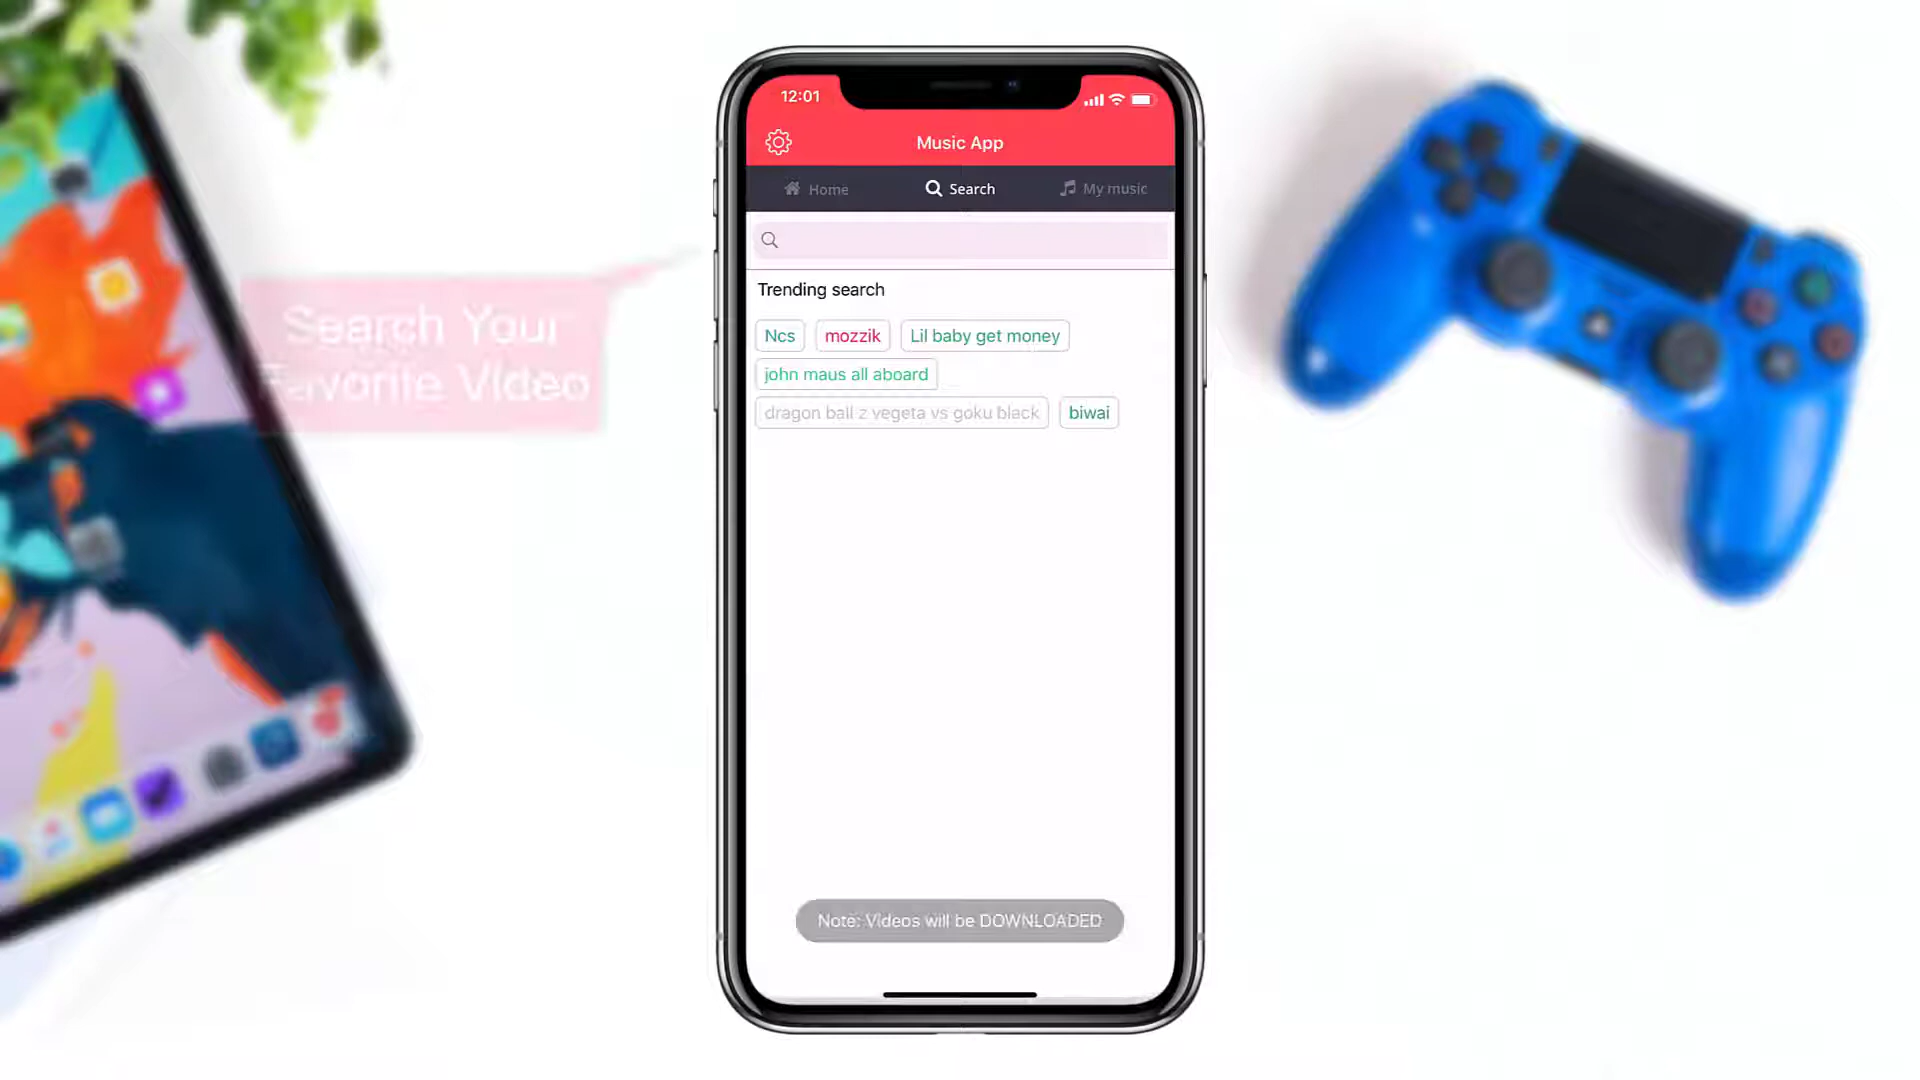 12:01
Music App
Home Search My music
Trending search
Ncs mozzik Lil baby get money
john maus all aboard
dragon ball z vegeta vs goku black biwai
Search Your
Favorite Video
Note: Videos will be DOWNLOADED